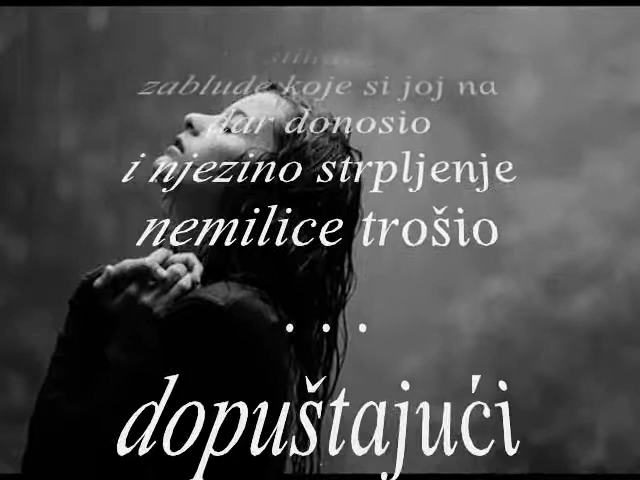 zablude koje si joj na
dar donosio
i njezino strpljenje
nemilice trošio
. . .
dopuštajući